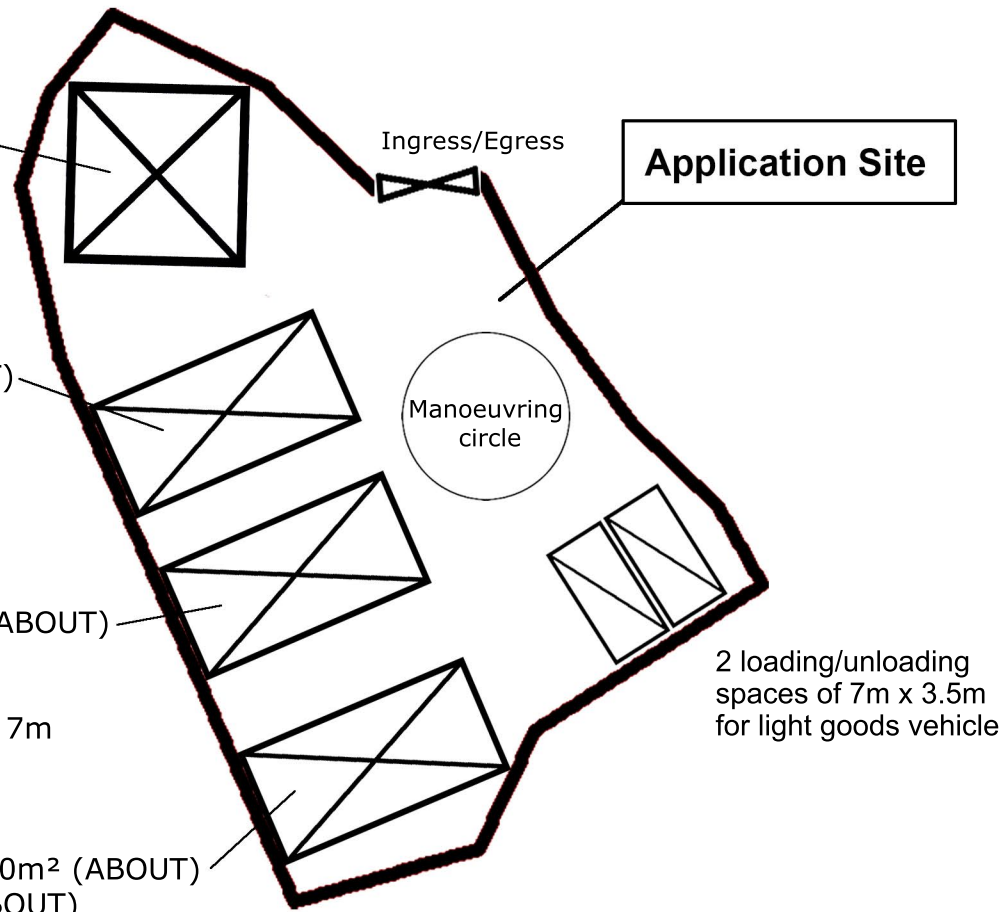 Ingress/Egress
Application Site
Manoeuvring
circle
T)
ABOUT)
2 loading/unloading
spaces of 7m x 3.5m
for light goods vehicle
7m
0m² (ABOUT)
BOUT)